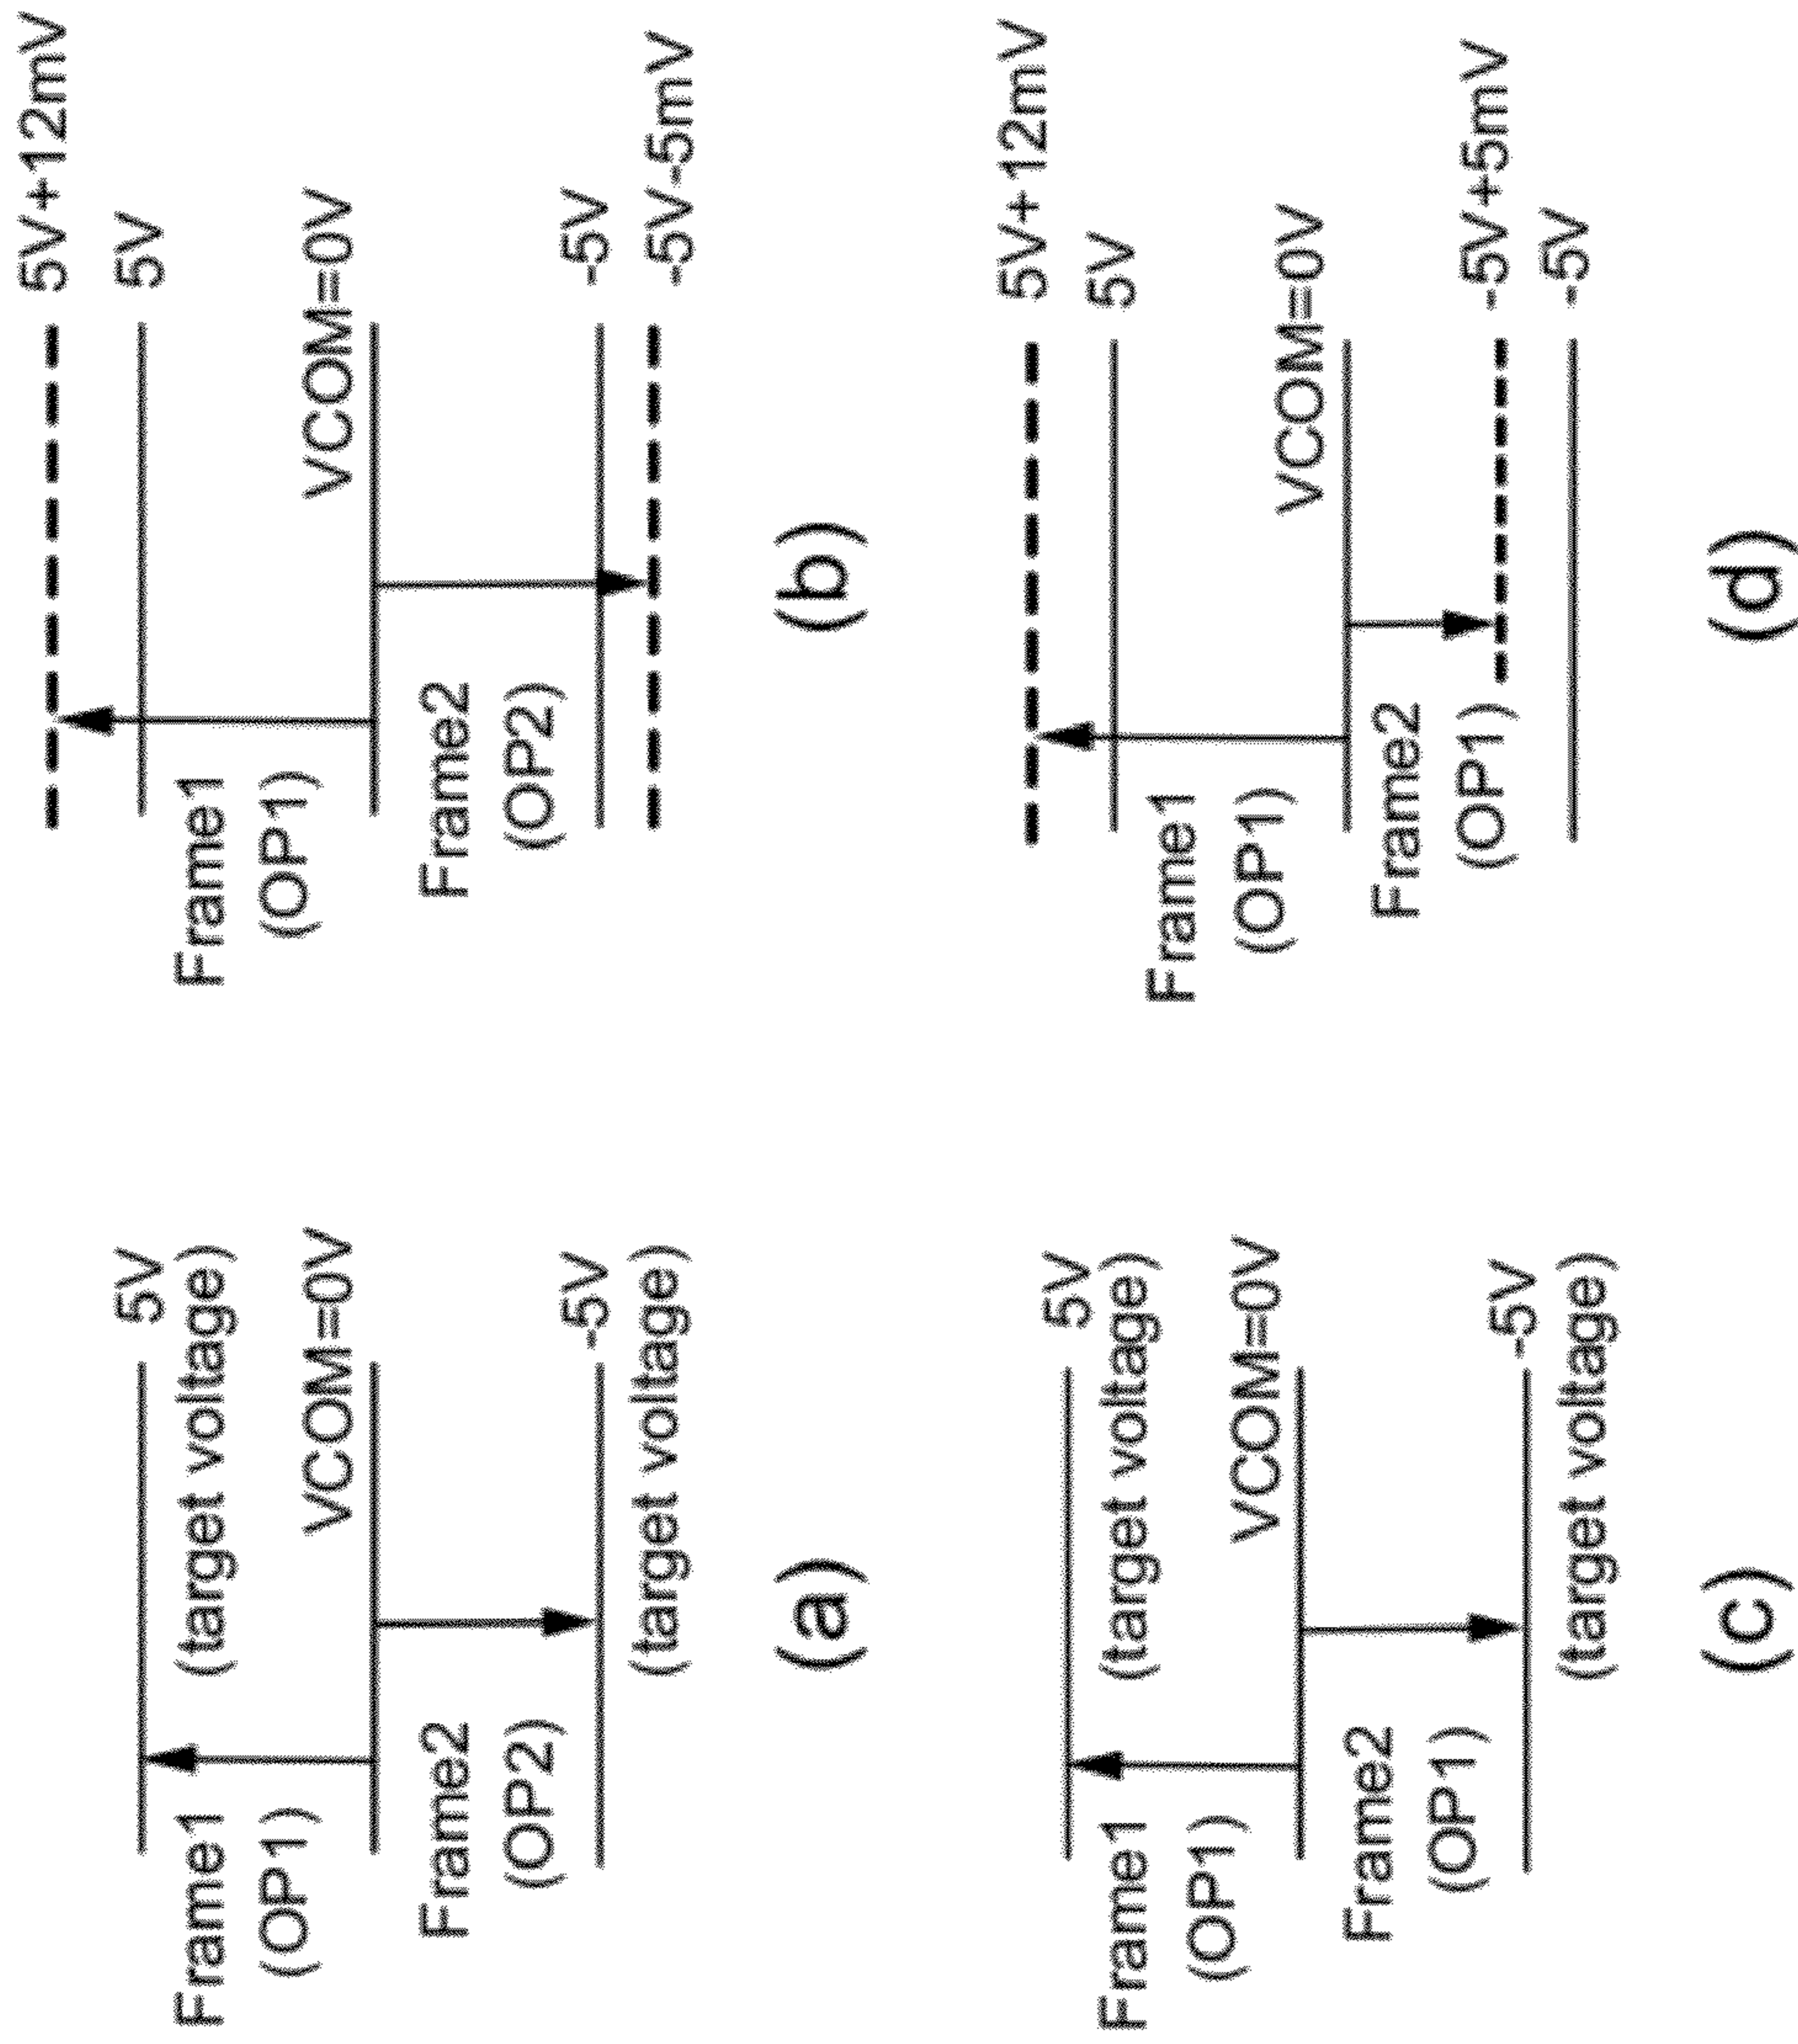 5V
(target voltage)
Frame1
(OP1)
VCOM=0V
Frame2
(OP2)
-5V
(target voltage)
(a)
5V+12mV
5V
Frame1
(OP1)
VCOM=0V
Frame2
(OP2)
-5V
-5V-5mV
(b)
5V
(target voltage)
Frame1
(OP1)
VCOM=0V
Frame2
(OP1)
-5V
(target voltage)
(c)
5V+12mV
5V
Frame1
(OP1)
VCOM=0V
Frame2
(OP1)
-5V+5mV
-5V
(d)